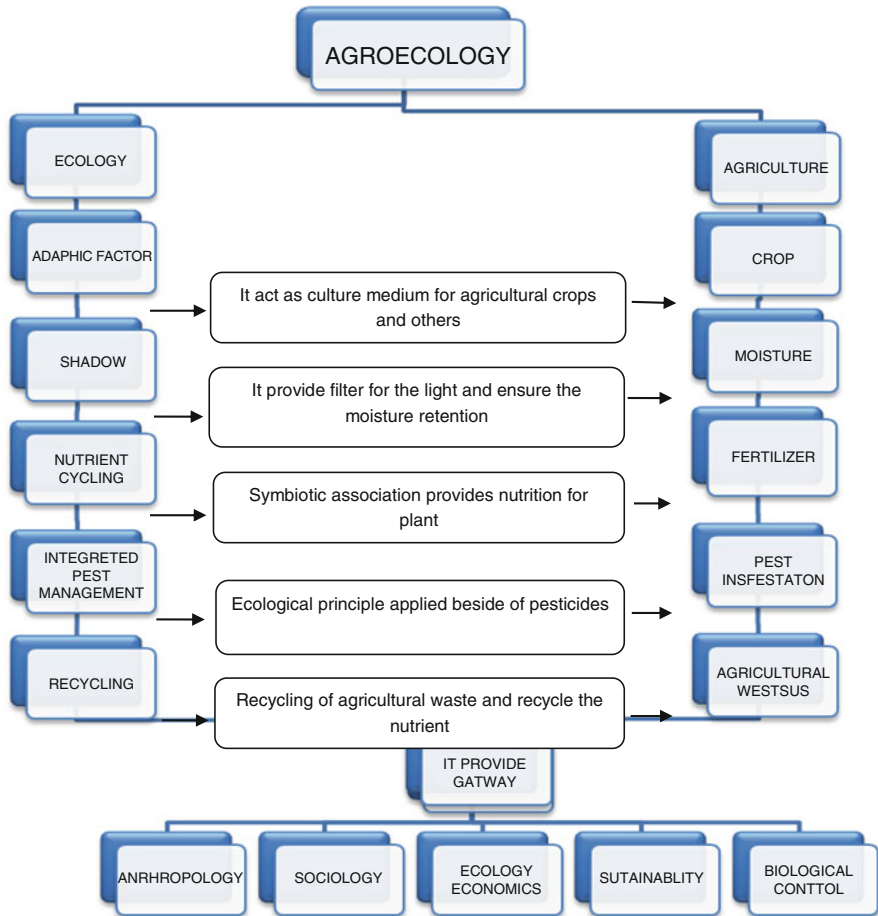 AGROECOLOGY
ECOLOGY
AGRICULTURE
ADAPHIC FACTOR
CROP
It act as culture medium for agricultural crops
and others
SHADOW
MOISTURE
It provide filter for the light and ensure the
moisture retention
NUTRIENT
CYCLING
FERTILIZER
Symbiotic association provides nutrition for
plant
INTEGRETED
PEST
MANAGEMENT
PEST
INSFESTATON
Ecological principle applied beside of pesticides
RECYCLING
AGRICULTURAL
WESTSUS
Recycling of agricultural waste and recycle the
nutrient
IT PROVIDE
GATWAY
ANRHROPOLOGY
SOCIOLOGY
ECOLOGY
ECONOMICS
SUTAINABLITY
BIOLOGICAL
CONTTOL